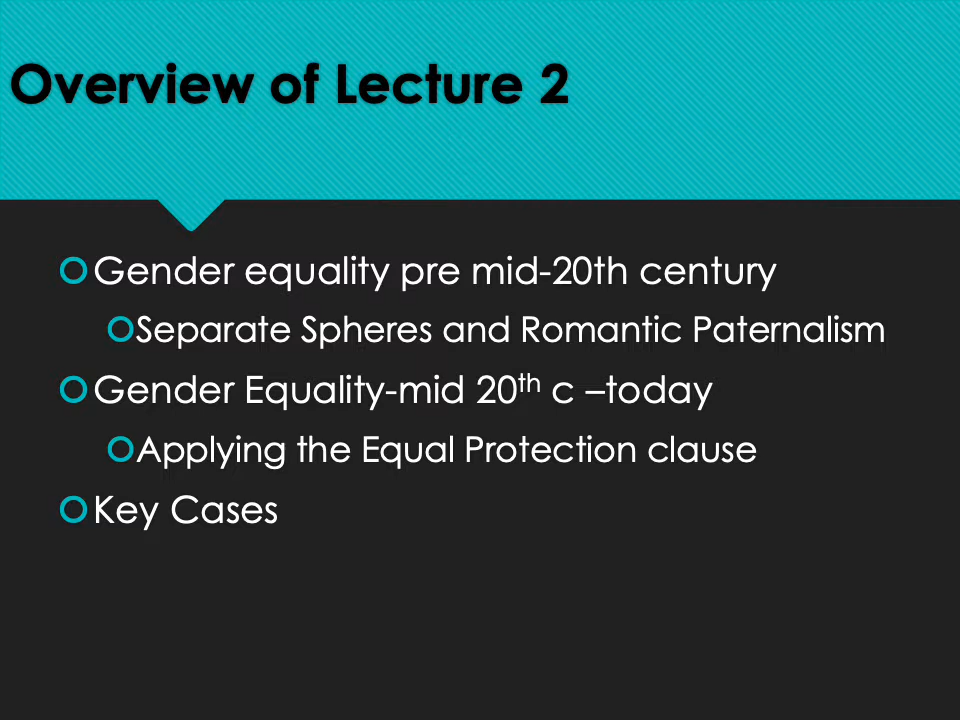 Overview of Lecture 2
Gender equality pre mid-20th century
Separate Spheres and Romantic Paternalism
Gender Equality-mid 20th c –today
Applying the Equal Protection clause
Key Cases